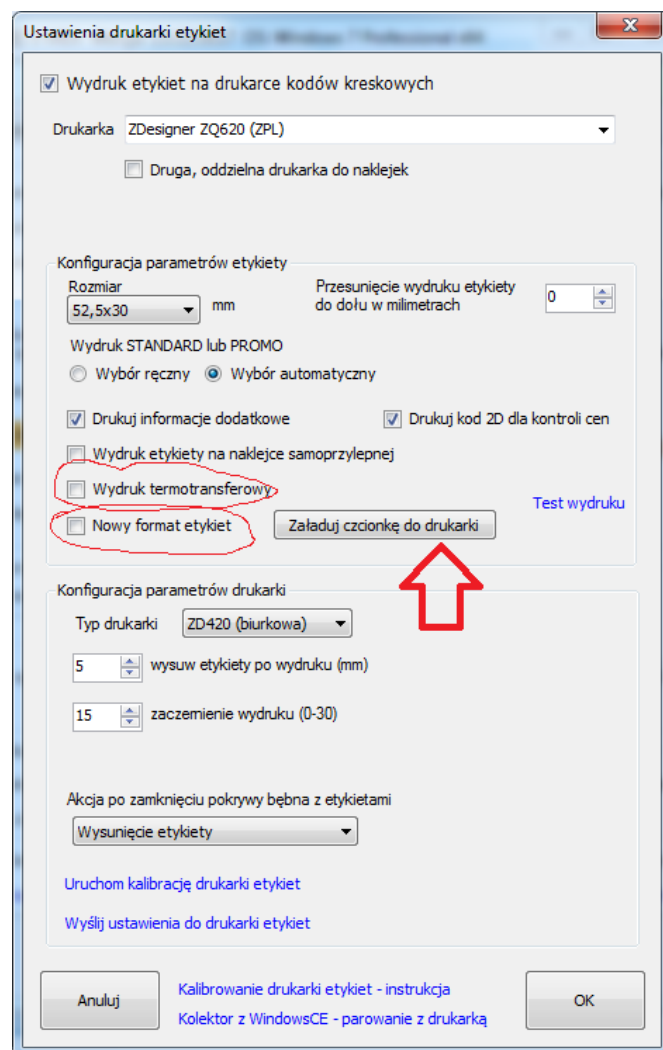 Ustawienia drukarki etykiet
Wydruk etykiet na drukarce kodów kreskowych
Drukarka ZDesigner ZQ620 (ZPL)
Druga, oddzielna drukarka do naklejek
Konfiguracja parametrów etykiety
Rozmiar
52,5x30 mm
Przesunięcie wydruku etykiety
do dołu w milimetrach
0
Wydruk STANDARD lub PROMO
Wybór ręczny Wybór automatyczny
Drukuj informacje dodatkowe Drukuj kod 2D dla kontroli cen
Wydruk etykiety na naklejce samoprzylepnej
Wydruk termotransferowy
Test wydruku
Nowy format etykiet Załaduj czcionkę do drukarki
Konfiguracja parametrów drukarki
Typ drukarki ZD420 (biurkowa)
5 wysuw etykiety po wydruku (mm)
15 zaczernienie wydruku (0-30)
Akcja po zamknięciu pokrywy bębna z etykietami
Wysunięcie etykiety
Uruchom kalibrację drukarki etykiet
Wyślij ustawienia do drukarki etykiet
Anuluj
Kalibrowanie drukarki etykiet - instrukcja
Kolektor z WindowsCE - parowanie z drukarką
OK